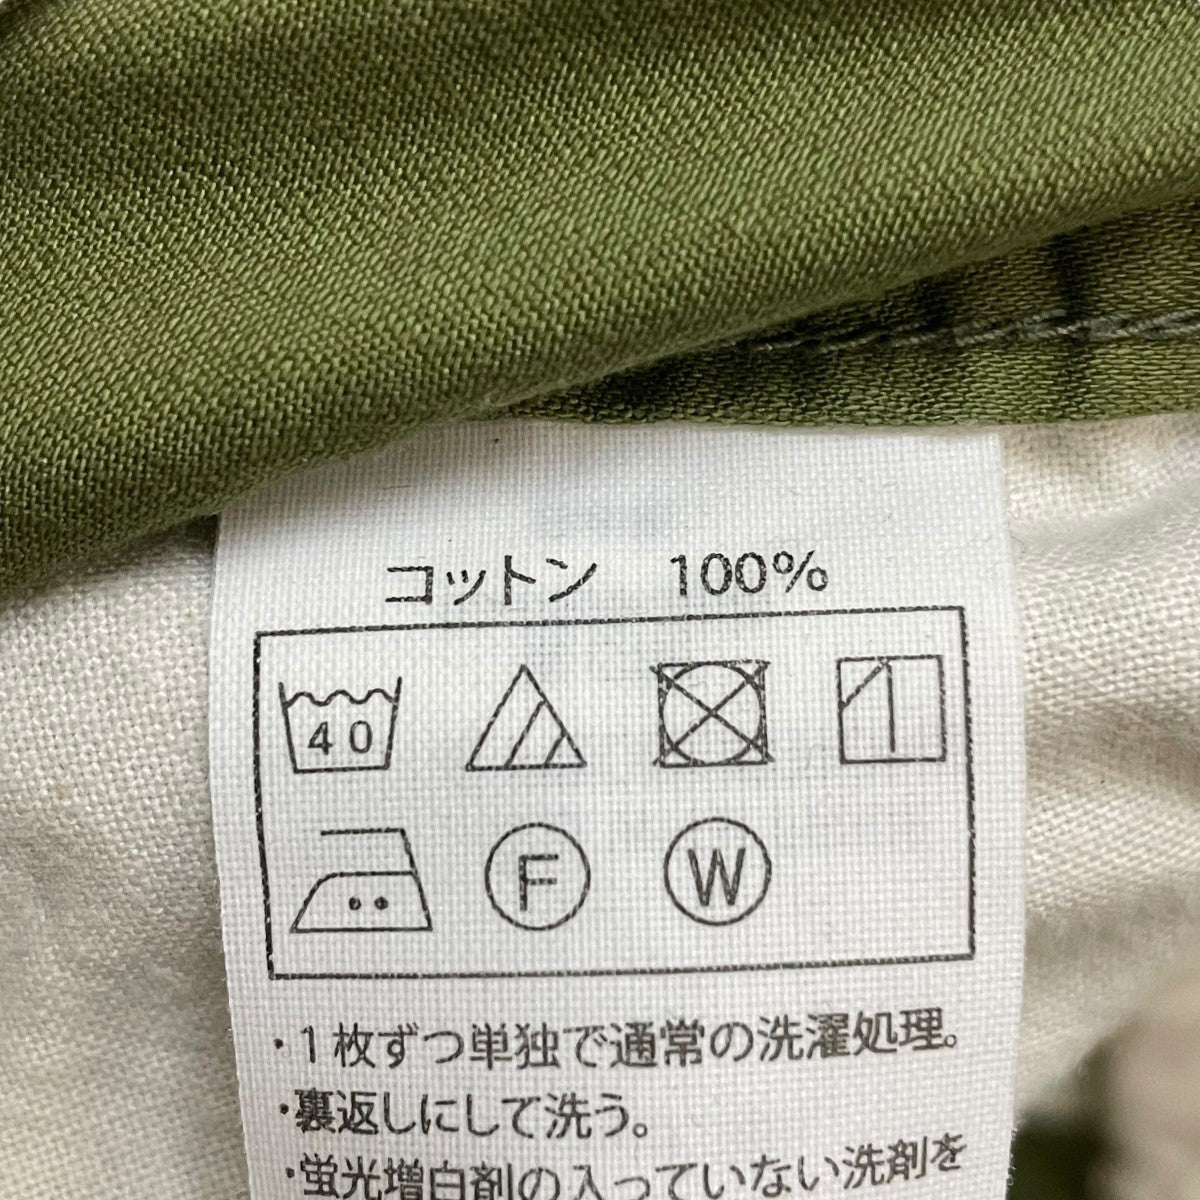 コットン 100%
40
F W
・1枚ずつ単独で通常の洗濯処理。
・裏返しにして洗う。
・蛍光増白剤の入っていない洗剤を